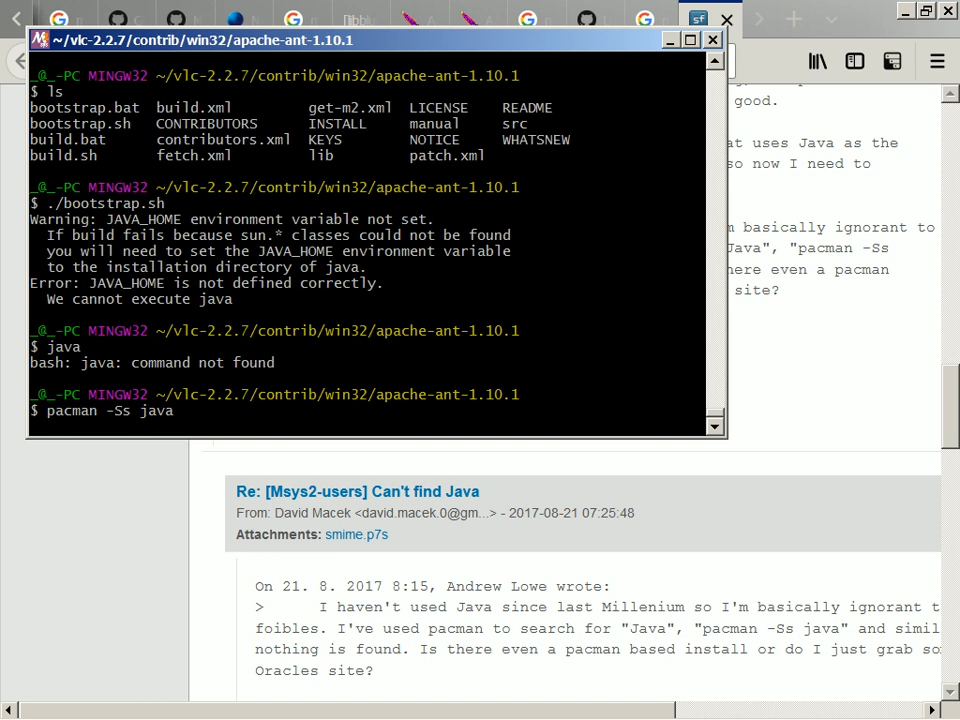 sf
~/vlc-2.2.7/contrib/win32/apache-ant-1.10.1
_@_-PC MINGW32 ~/vlc-2.2.7/contrib/win32/apache-ant-1.10.1
$ ls
bootstrap.bat build.xml get-m2.xml LICENSE README
bootstrap.sh CONTRIBUTORS INSTALL manual src
build.bat contributors.xml KEYS NOTICE WHATSNEW
build.sh fetch.xml lib patch.xml
_@_-PC MINGW32 ~/vlc-2.2.7/contrib/win32/apache-ant-1.10.1
$ ./bootstrap.sh
Warning: JAVA_HOME environment variable not set.
If build fails because sun.* classes could not be found
you will need to set the JAVA_HOME environment variable
to the installation directory of java.
Error: JAVA_HOME is not defined correctly.
We cannot execute java
_@_-PC MINGW32 ~/vlc-2.2.7/contrib/win32/apache-ant-1.10.1
$ java
bash: java: command not found
_@_-PC MINGW32 ~/vlc-2.2.7/contrib/win32/apache-ant-1.10.1
$ pacman -Ss java
good.
at uses Java as the
so now I need to
m basically ignorant to
Java", "pacman -Ss
here even a pacman
site?
Re: [Msys2-users] Can't find Java
From: David Macek <david.macek.0@gm...> - 2017-08-21 07:25:48
Attachments: smime.p7s
On 21. 8. 2017 8:15, Andrew Lowe wrote:
> I haven't used Java since last Millenium so I'm basically ignorant t
foibles. I've used pacman to search for "Java", "pacman -Ss java" and simil
nothing is found. Is there even a pacman based install or do I just grab so
Oracles site?